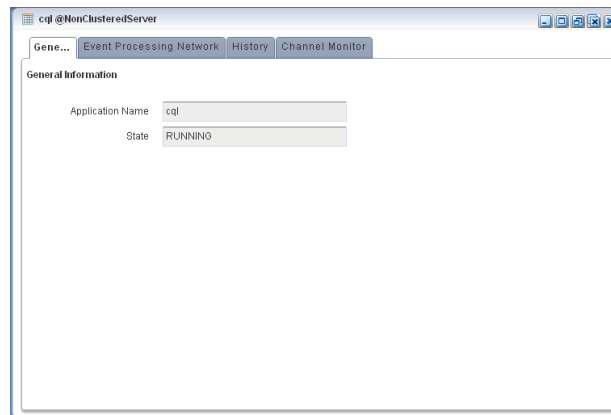 cql @NonClusteredServer
Gene... Event Processing Network History Channel Monitor
General Information
Application Name cql
State RUNNING